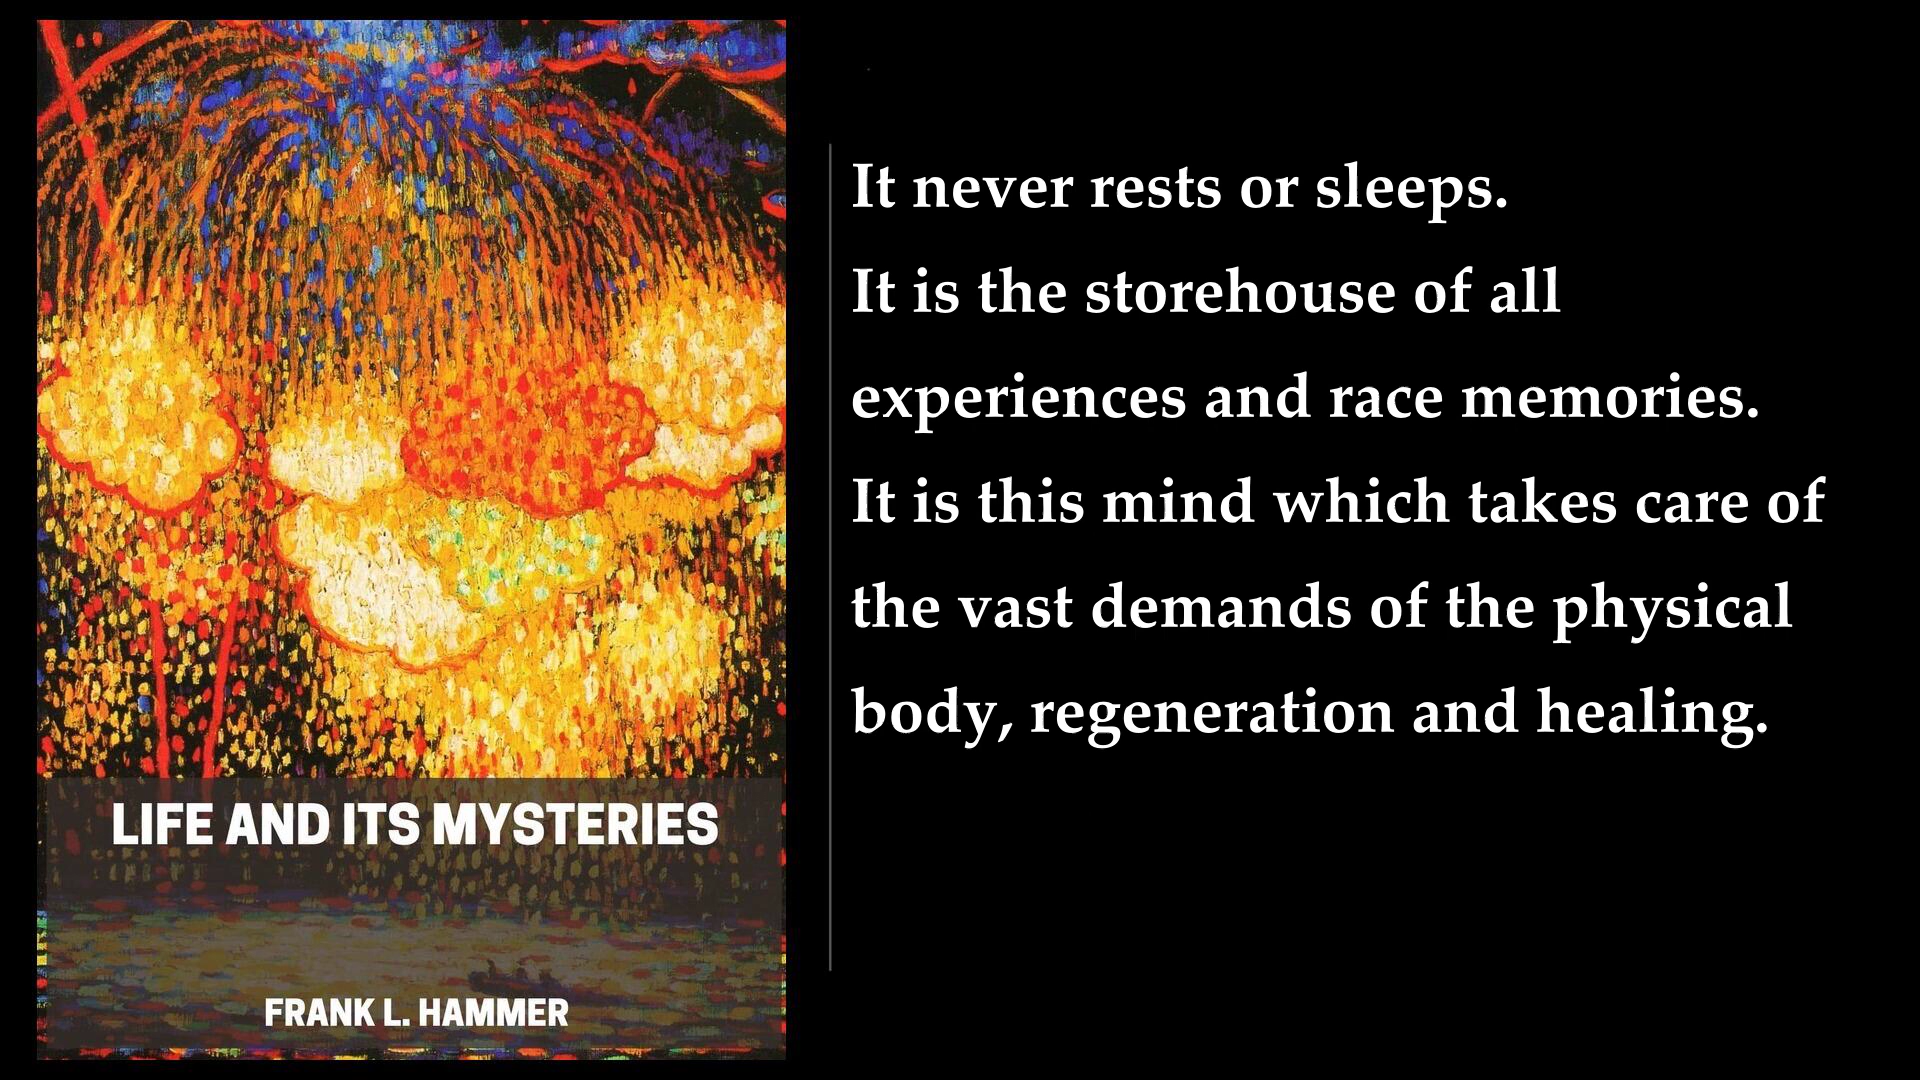 LIFE AND ITS MYSTERIES
FRANK L. HAMMER
It never rests or sleeps.
It is the storehouse of all
experiences and race memories.
It is this mind which takes care of
the vast demands of the physical
body, regeneration and healing.